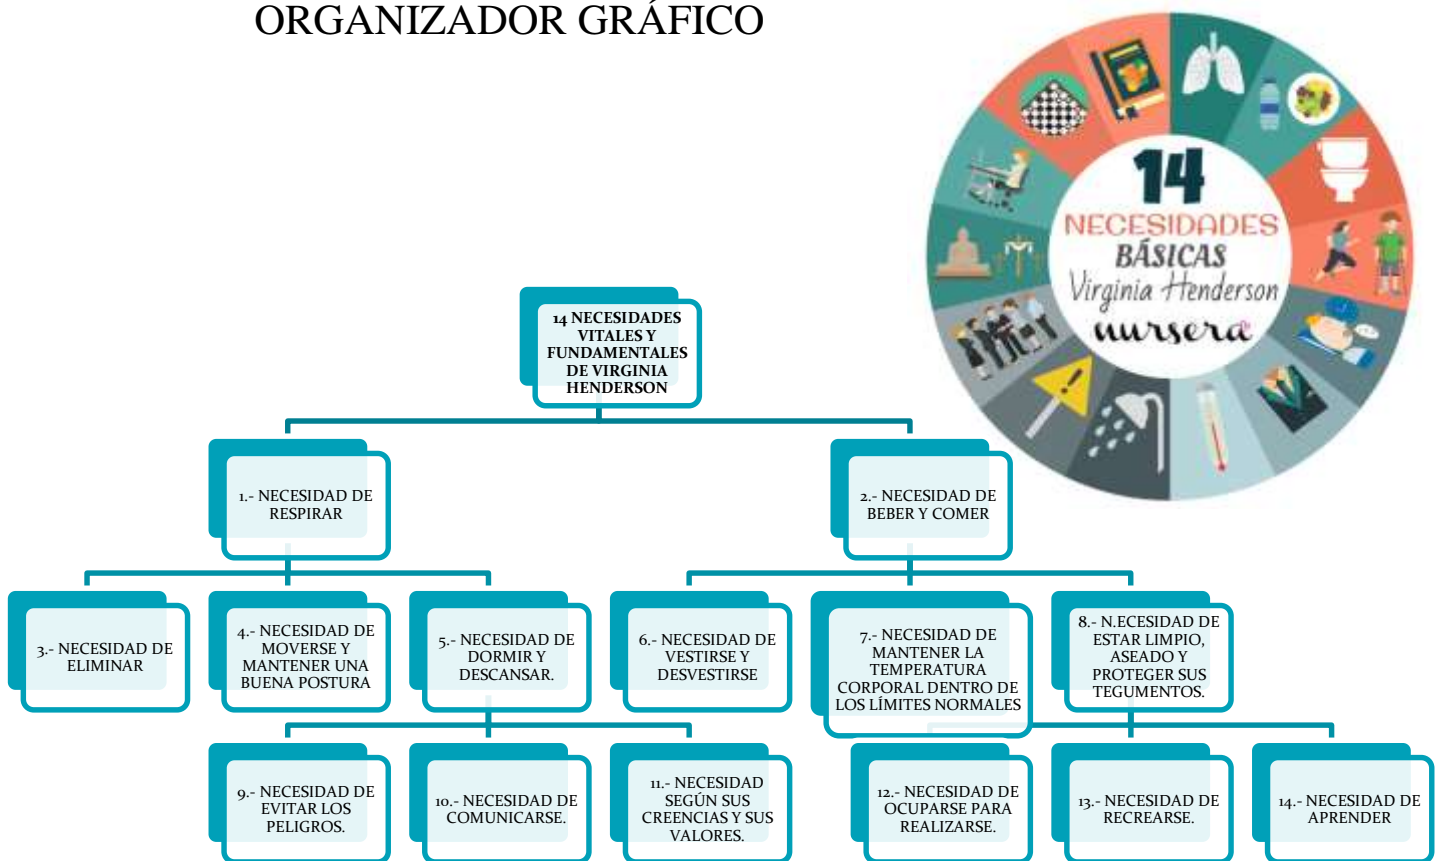 ORGANIZADOR GRÁFICO
14
NECESIDADES
BÁSICAS
Virginia Henderson
nursera
14 NECESIDADES
VITALES Y
FUNDAMENTALES
DE VIRGINIA
HENDERSON
1.- NECESIDAD DE
RESPIRAR
2.- NECESIDAD DE
BEBER Y COMER
3.- NECESIDAD DE
ELIMINAR
4.- NECESIDAD DE
MOVERSE Y
MANTENER UNA
BUENA POSTURA
5.- NECESIDAD DE
DORMIR Y
DESCANSAR.
6.- NECESIDAD DE
VESTIRSE Y
DESVESTIRSE
7.- NECESIDAD DE
MANTENER LA
TEMPERATURA
CORPORAL DENTRO DE
LOS LÍMITES NORMALES
8.- N.ECESIDAD DE
ESTAR LIMPIO,
ASEADO Y
PROTEGER SUS
TEGUMENTOS.
9.- NECESIDAD DE
EVITAR LOS
PELIGROS.
10.- NECESIDAD DE
COMUNICARSE.
11.- NECESIDAD
SEGÚN SUS
CREENCIAS Y SUS
VALORES.
12.- NECESIDAD DE
OCUPARSE PARA
REALIZARSE.
13.- NECESIDAD DE
RECREARSE.
14.- NECESIDAD DE
APRENDER